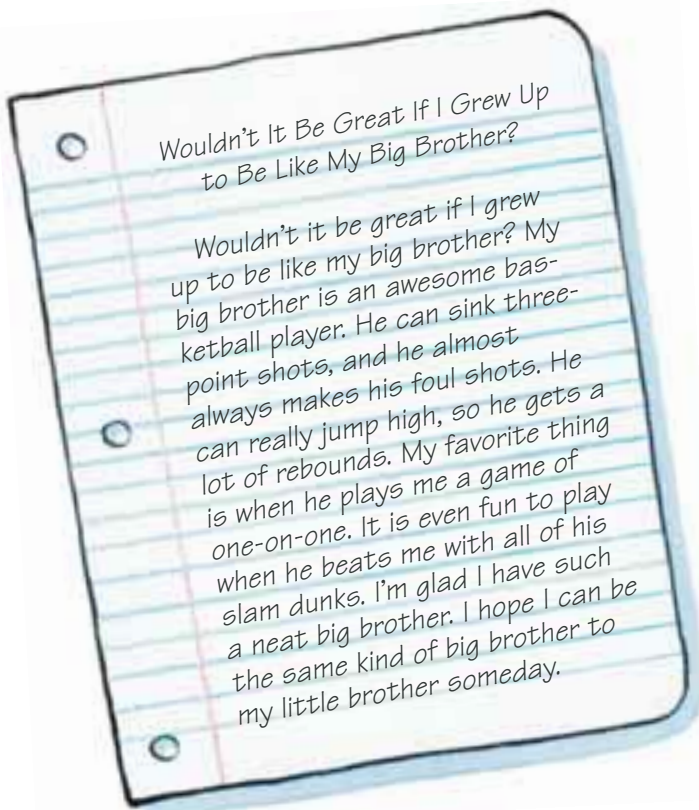 Wouldn't It Be Great If I Grew Up
to Be Like My Big Brother?
Wouldn't it be great if I grew
up to be like my big brother? My
big brother is an awesome bas-
ketball player. He can sink three-
point shots, and he almost
always makes his foul shots. He
can really jump high, so he gets a
lot of rebounds. My favorite thing
is when he plays me a game of
one-on-one. It is even fun to play
when he beats me with all of his
slam dunks. I'm glad I have such
a neat big brother. I hope I can be
the same kind of big brother to
my little brother someday.